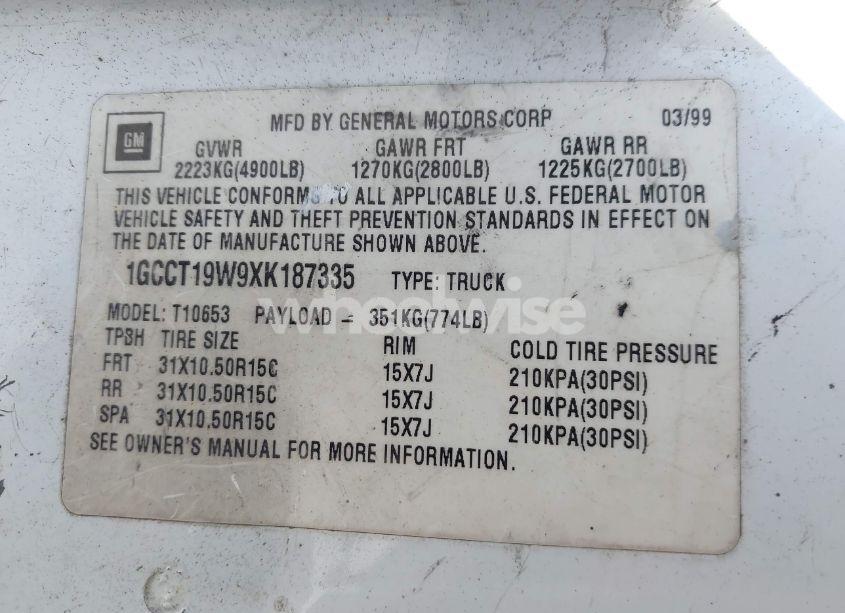 GM
MFD BY GENERAL MOTORS CORP 03/99
GVWR GAWR FRT GAWR RR
2223KG(4900LB) 1270KG(2800LB) 1225KG(2700LB)
THIS VEHICLE CONFORMS TO ALL APPLICABLE U.S. FEDERAL MOTOR
VEHICLE SAFETY AND THEFT PREVENTION STANDARDS IN EFFECT ON
THE DATE OF MANUFACTURE SHOWN ABOVE.
1GCCT19W9XK187335 TYPE: TRUCK
wheelwise
MODEL: T10653 PAYLOAD = 351KG(774LB)
TPSH TIRE SIZE RIM COLD TIRE PRESSURE
FRT 31X10.50R15C 15X7J 210KPA(30PSI)
RR 31X10.50R15C 15X7J 210KPA(30PSI)
SPA 31X10.50R15C 15X7J 210KPA(30PSI)
SEE OWNER'S MANUAL FOR MORE INFORMATION.